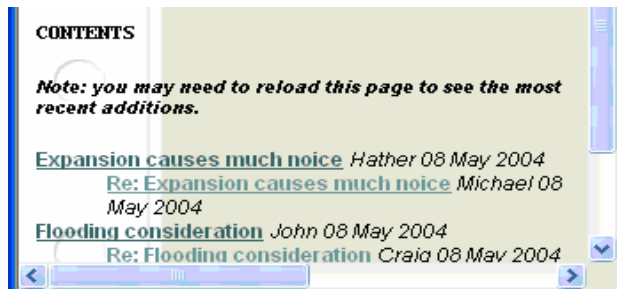 CONTENTS
Note: you may need to reload this page to see the most
recent additions.
Expansion causes much noice Hather 08 May 2004
Re: Expansion causes much noice Michael 08
May 2004
Flooding consideration John 08 May 2004
Re: Flooding consideration Craig 08 May 2004